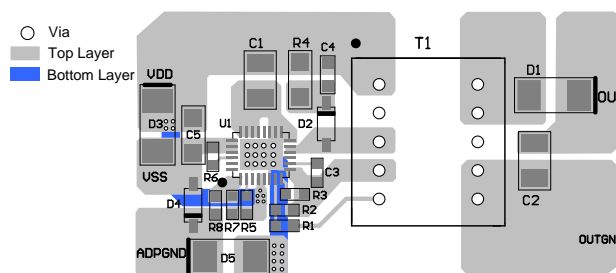 Via
Top Layer
Bottom Layer
C1
R4
C4
T1
VDD
D1
OU
D3
C5
U1
D2
VSS
R6
C3
C2
D4
R3
R2
R8
R7
R5
R1
OUTGN
ADPGND
D5